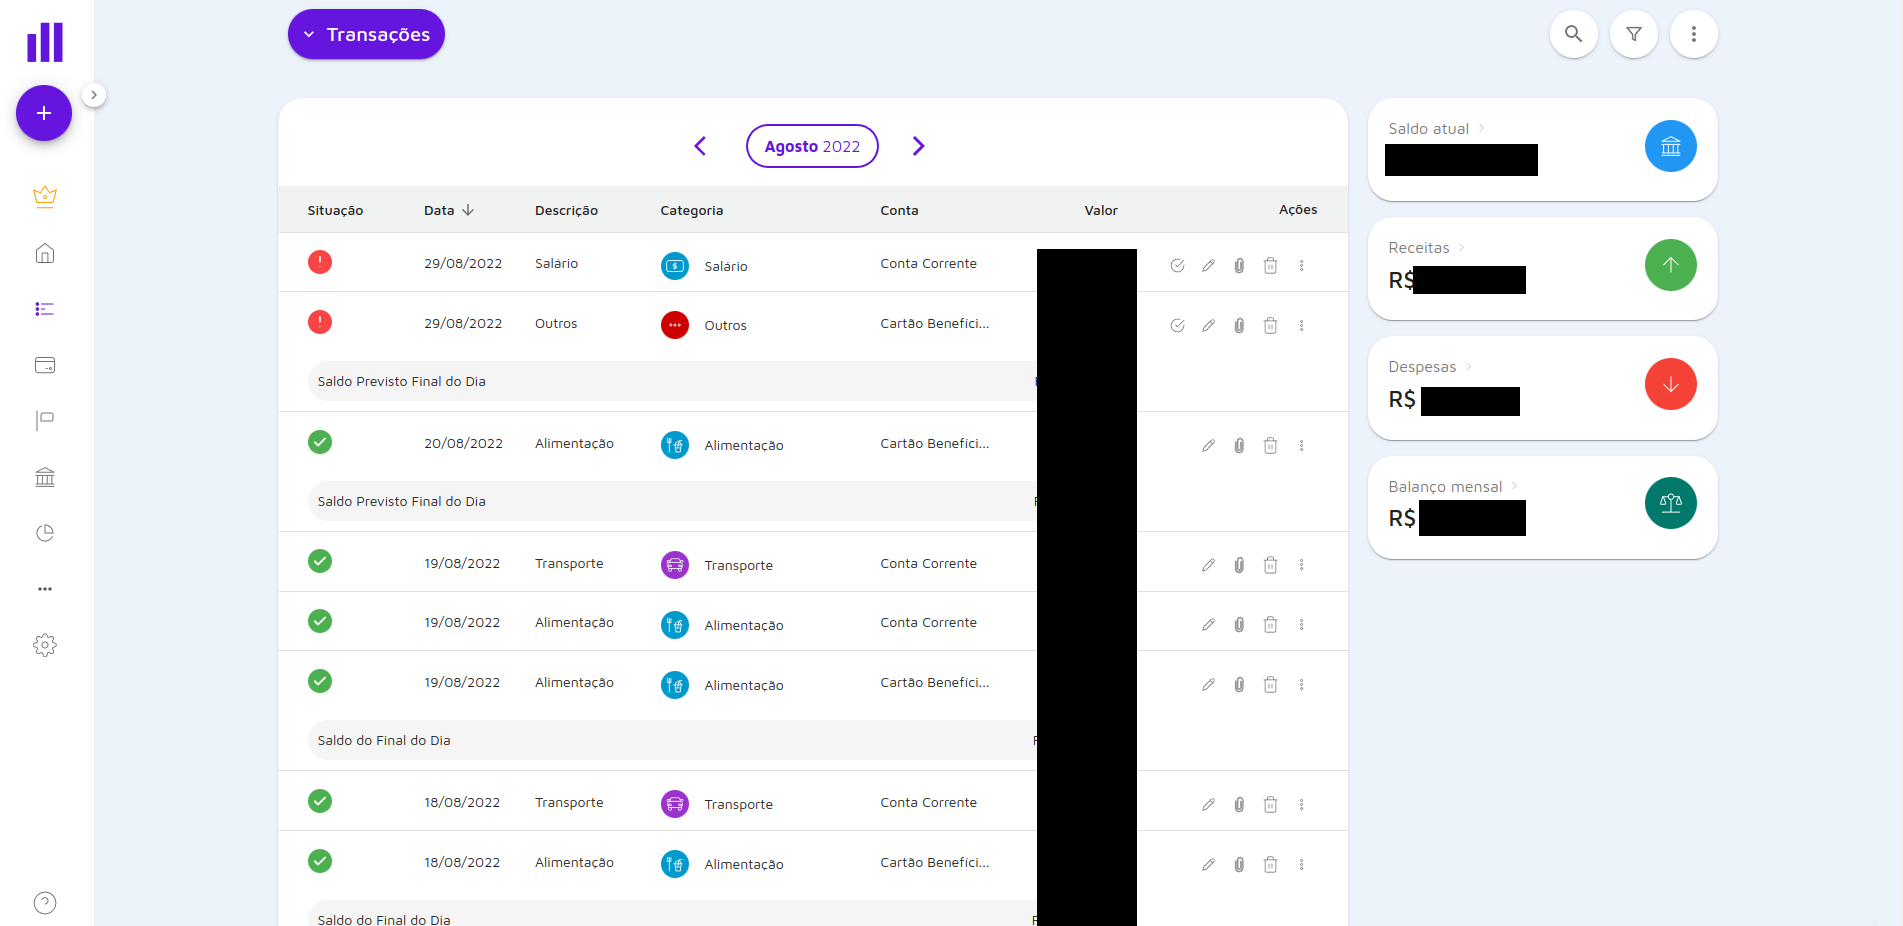 Transações
Agosto 2022
Situação Data Descrição Categoria Conta Valor Ações
29/08/2022 Salário Salário Conta Corrente
29/08/2022 Outros Outros Cartão Benefíci...
Saldo Previsto Final do Dia
20/08/2022 Alimentação Alimentação Cartão Benefíci...
Saldo Previsto Final do Dia
19/08/2022 Transporte Transporte Conta Corrente
19/08/2022 Alimentação Alimentação Conta Corrente
19/08/2022 Alimentação Alimentação Cartão Benefíci...
Saldo do Final do Dia
18/08/2022 Transporte Transporte Conta Corrente
18/08/2022 Alimentação Alimentação Cartão Benefíci...
Saldo do Final do Dia
Saldo atual
Receitas
R$
Despesas
R$
Balanço mensal
R$